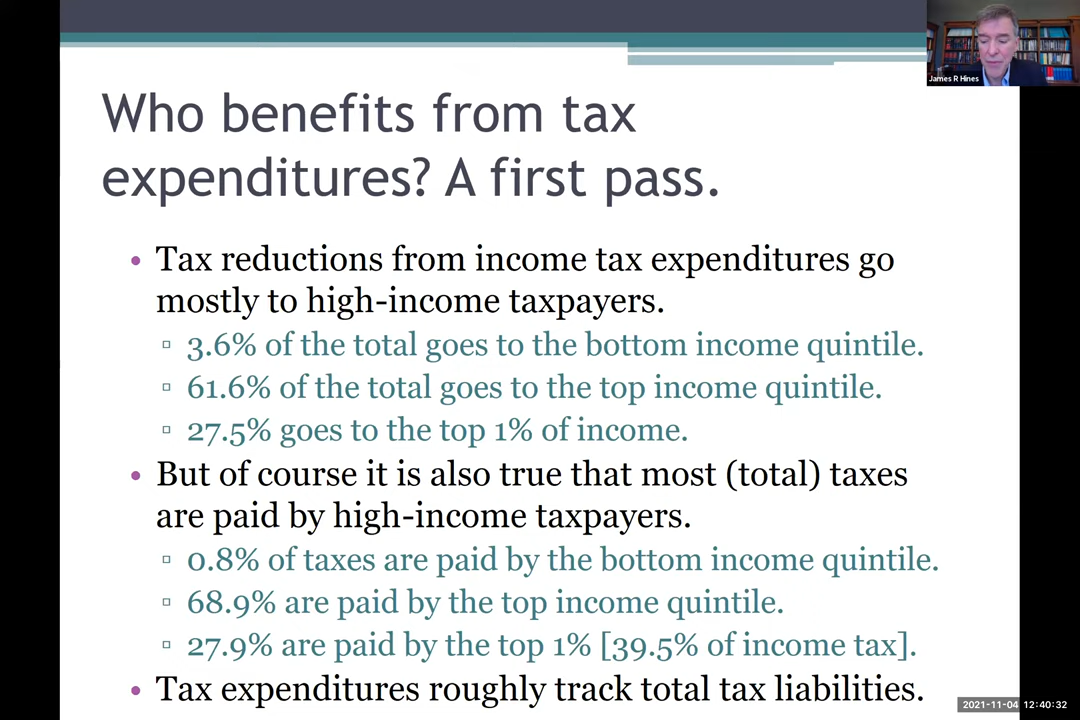 James R Hines
Who benefits from tax
expenditures? A first pass.
• Tax reductions from income tax expenditures go
mostly to high-income taxpayers.
▫ 3.6% of the total goes to the bottom income quintile.
▫ 61.6% of the total goes to the top income quintile.
▫ 27.5% goes to the top 1% of income.
• But of course it is also true that most (total) taxes
are paid by high-income taxpayers.
▫ 0.8% of taxes are paid by the bottom income quintile.
▫ 68.9% are paid by the top income quintile.
▫ 27.9% are paid by the top 1% [39.5% of income tax].
• Tax expenditures roughly track total tax liabilities.
2021-11-04 12:40:32